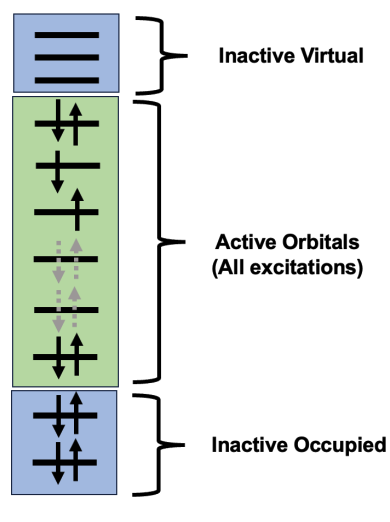 Inactive Virtual
Active Orbitals
(All excitations)
Inactive Occupied